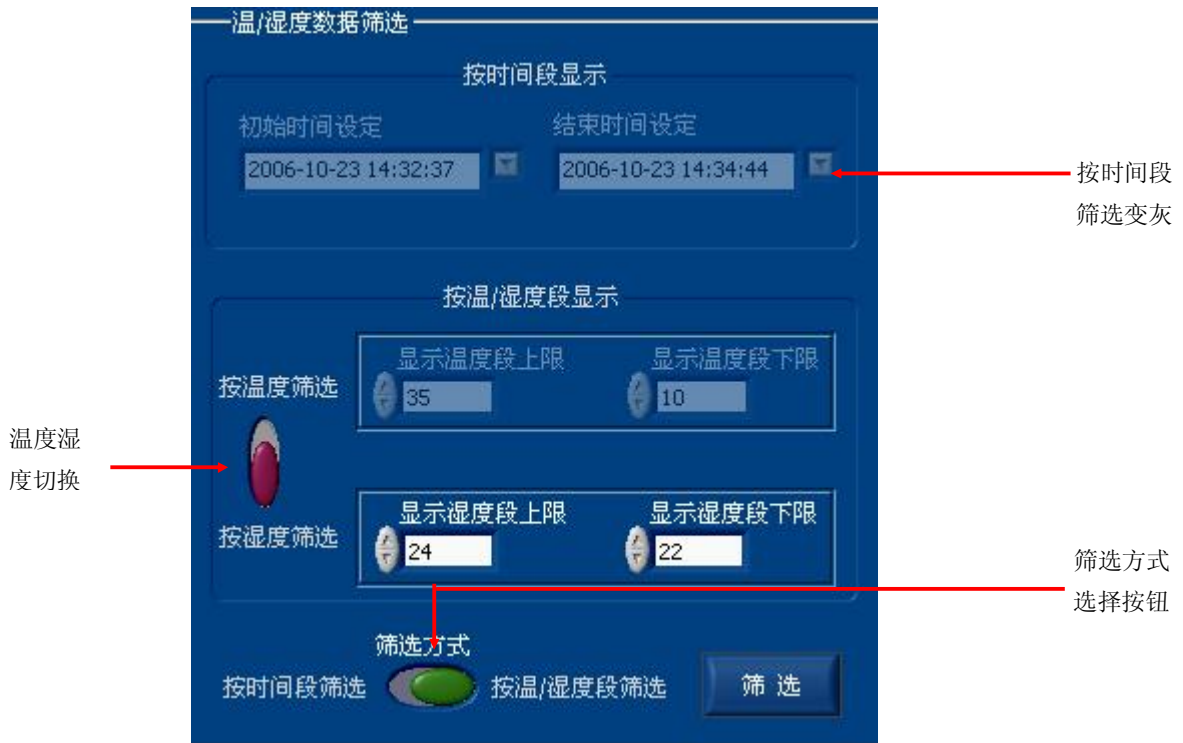 温/湿度数据筛选
按时间段显示
初始时间设定
结束时间设定
2006-10-23 14:32:37
2006-10-23 14:34:44
按时间段
筛选变灰
按温/湿度段显示
显示温度段上限
显示温度段下限
按温度筛选
35
10
温度湿
度切换
显示湿度段上限
显示湿度段下限
按湿度筛选
24
22
筛选方式
选择按钮
筛选方式
按时间段筛选
按温/湿度段筛选
筛 选